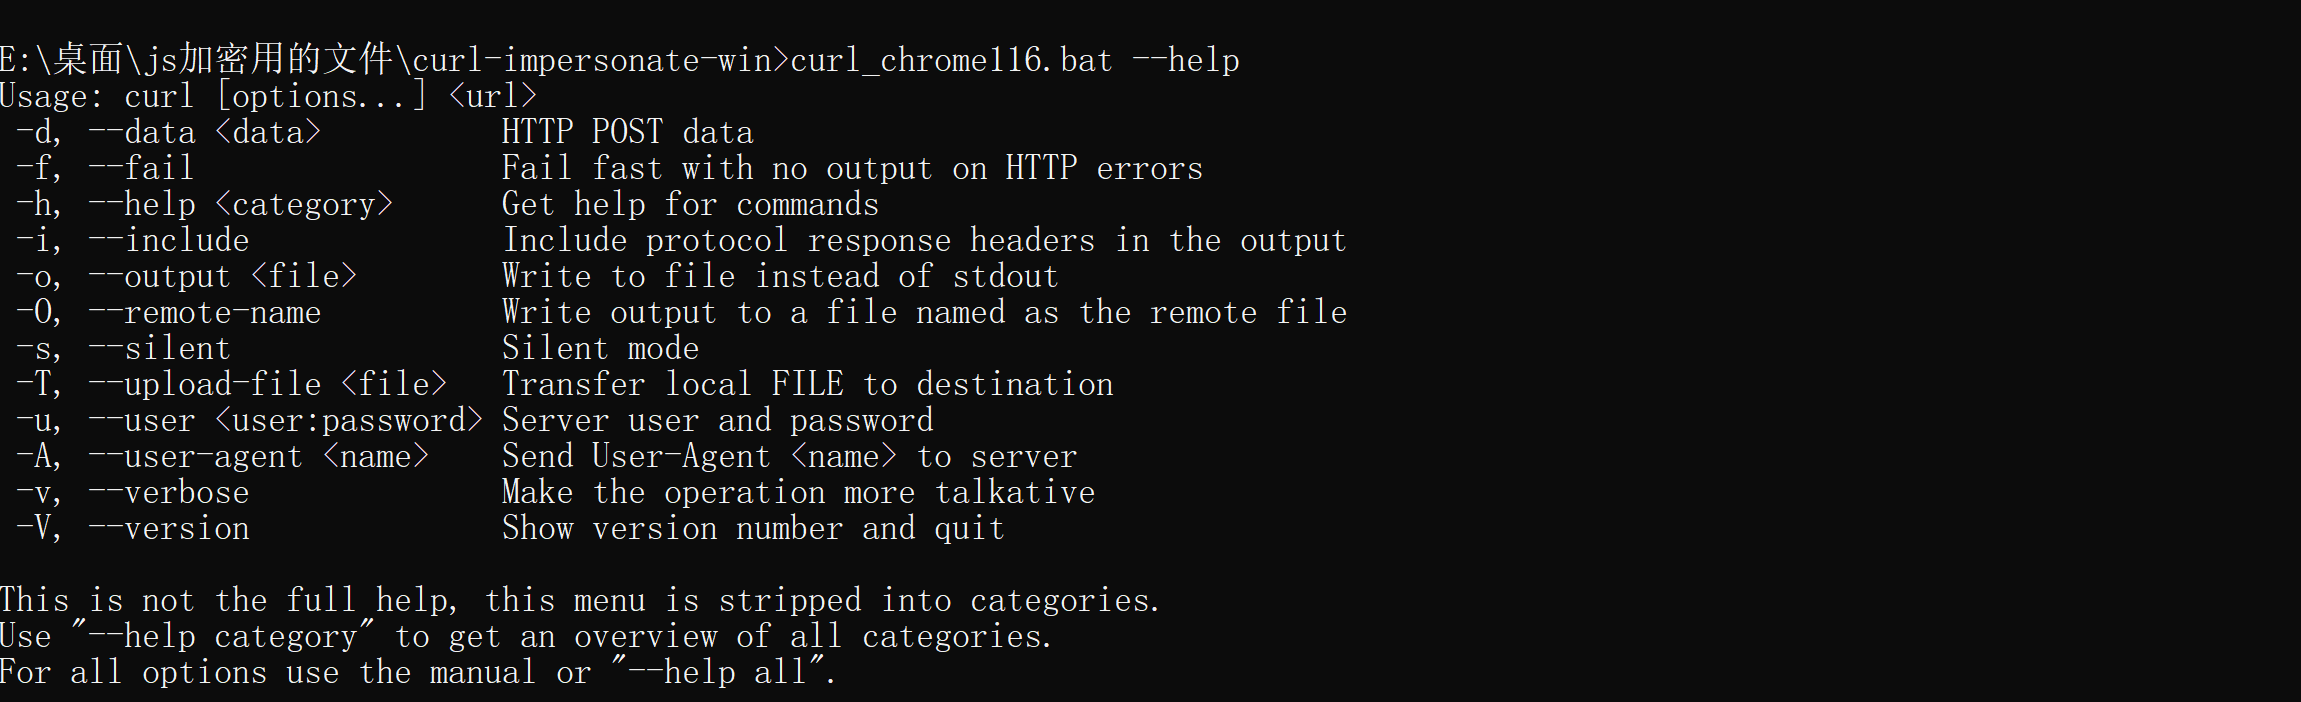 E:\桌面\js加密用的文件\curl-impersonate-win>curl_chrome116.bat --help
Usage: curl [options...] <url>
 -d, --data <data>          HTTP POST data
 -f, --fail                 Fail fast with no output on HTTP errors
 -h, --help <category>      Get help for commands
 -i, --include              Include protocol response headers in the output
 -o, --output <file>        Write to file instead of stdout
 -O, --remote-name          Write output to a file named as the remote file
 -s, --silent               Silent mode
 -T, --upload-file <file>   Transfer local FILE to destination
 -u, --user <user:password> Server user and password
 -A, --user-agent <name>    Send User-Agent <name> to server
 -v, --verbose              Make the operation more talkative
 -V, --version              Show version number and quit

This is not the full help, this menu is stripped into categories.
Use "--help category" to get an overview of all categories.
For all options use the manual or "--help all".